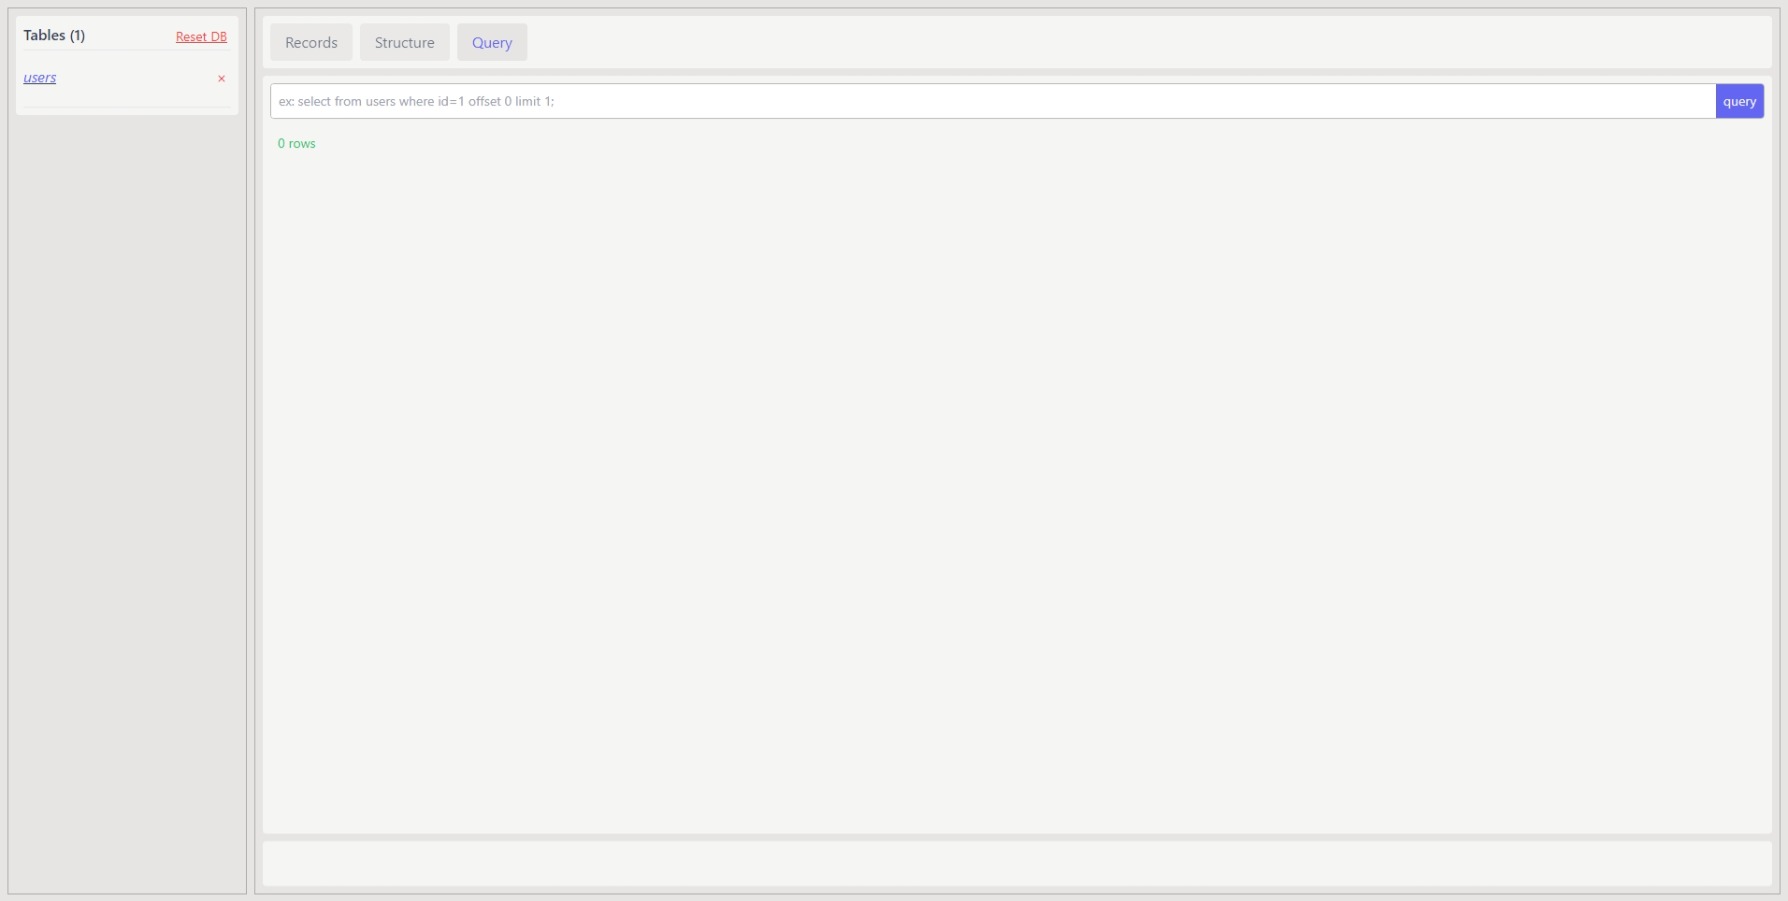 Tables (1)
Reset DB
users
×
Records
Structure
Query
ex: select from users where id=1 offset 0 limit 1;
query
0 rows